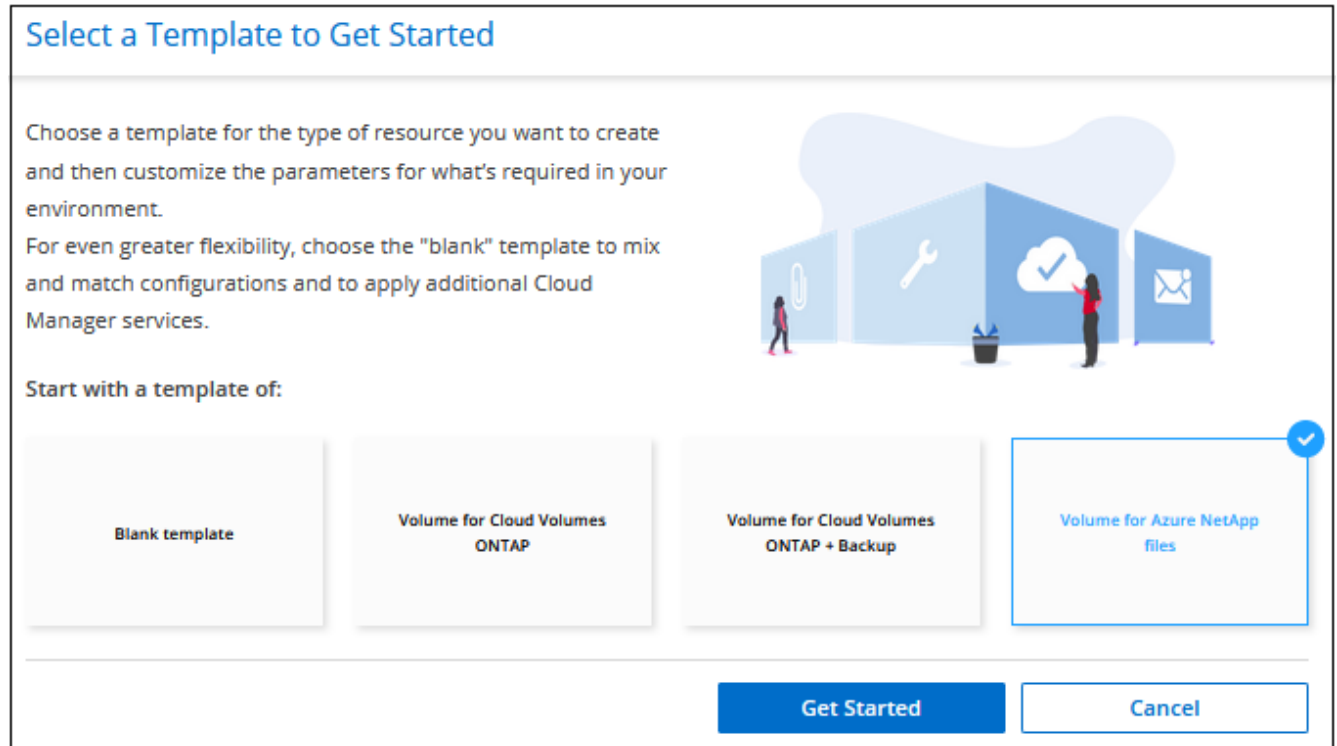 Select a Template to Get Started
Choose a template for the type of resource you want to create
and then customize the parameters for what's required in your
environment.
For even greater flexibility, choose the "blank" template to mix
and match configurations and to apply additional Cloud
Manager services.
Start with a template of:
Blank template
Volume for Cloud Volumes
ONTAP
Volume for Cloud Volumes
ONTAP + Backup
Volume for Azure NetApp
files
Get Started
Cancel